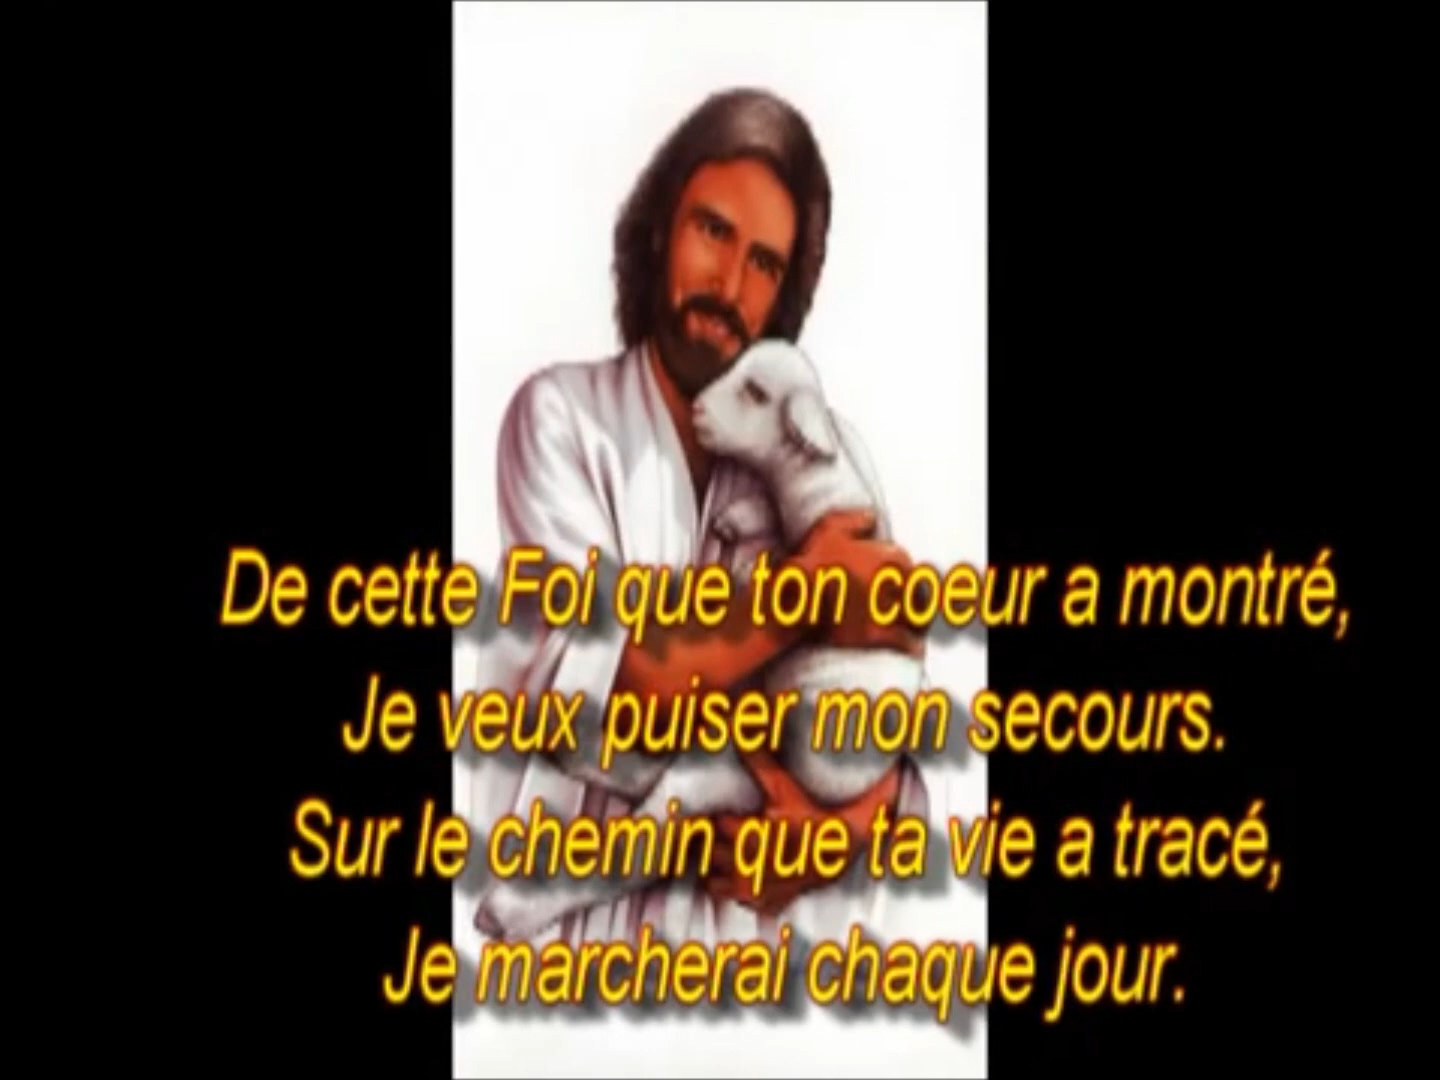 De cette Foi que ton coeur a montré,
Je veux puiser mon secours.
Sur le chemin que ta vie a tracé,
Je marcherai chaque jour.